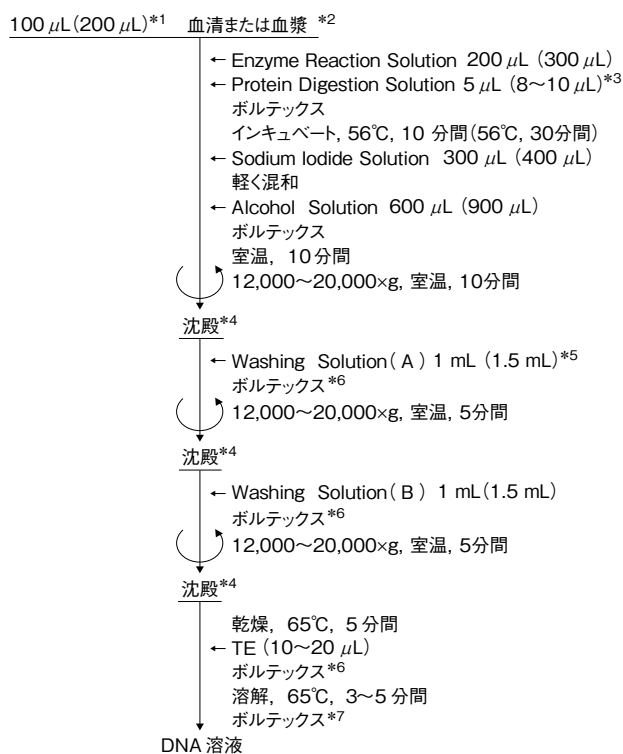 100 μL(200 μL)*1 血清または血漿 *2
← Enzyme Reaction Solution 200 μL (300 μL)
← Protein Digestion Solution 5 μL (8～10 μL)*3
ボルテックス
インキュベート, 56℃, 10 分間(56℃, 30分間)
← Sodium Iodide Solution 300 μL (400 μL)
軽く混和
← Alcohol Solution 600 μL (900 μL)
ボルテックス
室温, 10分間
12,000～20,000×g, 室温, 10分間
沈殿*4
← Washing Solution(A) 1 mL (1.5 mL)*5
ボルテックス*6
12,000～20,000×g, 室温, 5分間
沈殿*4
← Washing Solution(B) 1 mL(1.5 mL)
ボルテックス*6
12,000～20,000×g, 室温, 5分間
沈殿*4
乾燥, 65℃, 5分間
← TE (10～20 μL)
ボルテックス*6
溶解, 65℃, 3～5分間
ボルテックス*7
DNA溶液